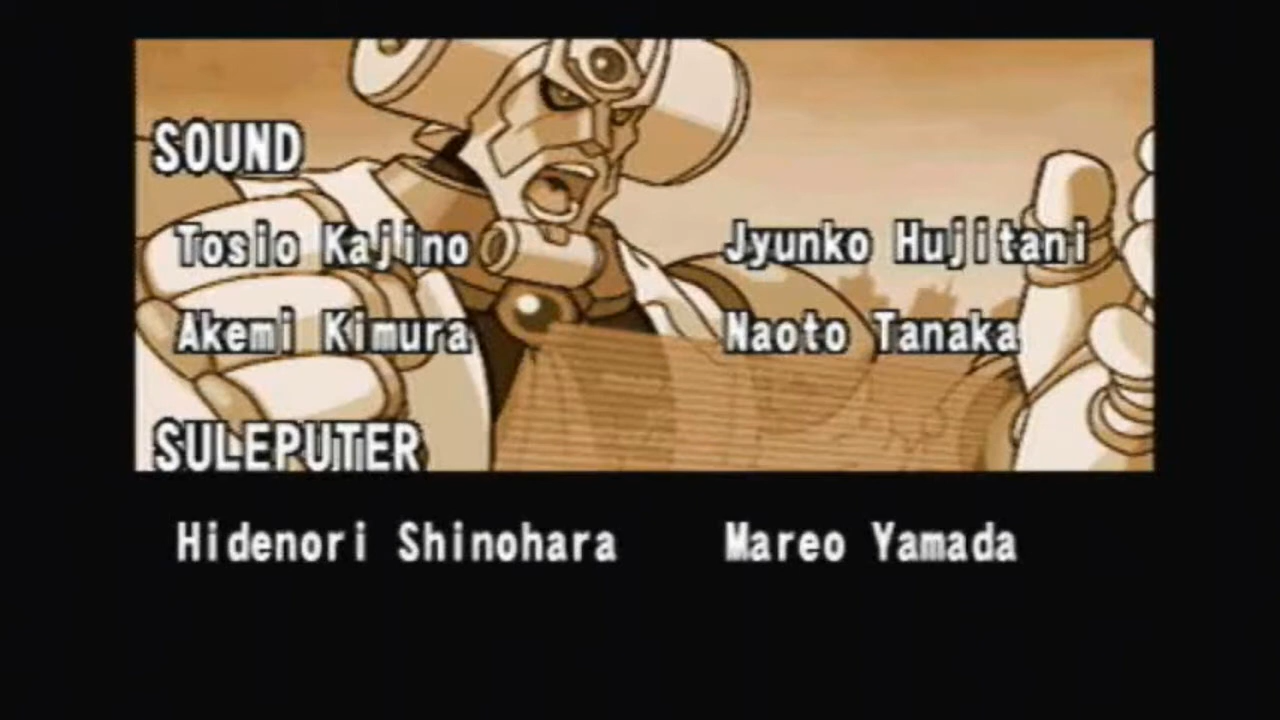 SOUND
Tosio Kajino Jyunko Hujitani
Akemi Kimura Naoto Tanaka
SULEPUTER
Hidenori Shinohara Mareo Yamada